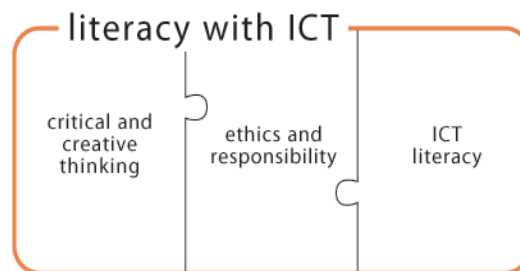 literacy with ICT
critical and
creative
thinking
ethics and
responsibility
ICT
literacy